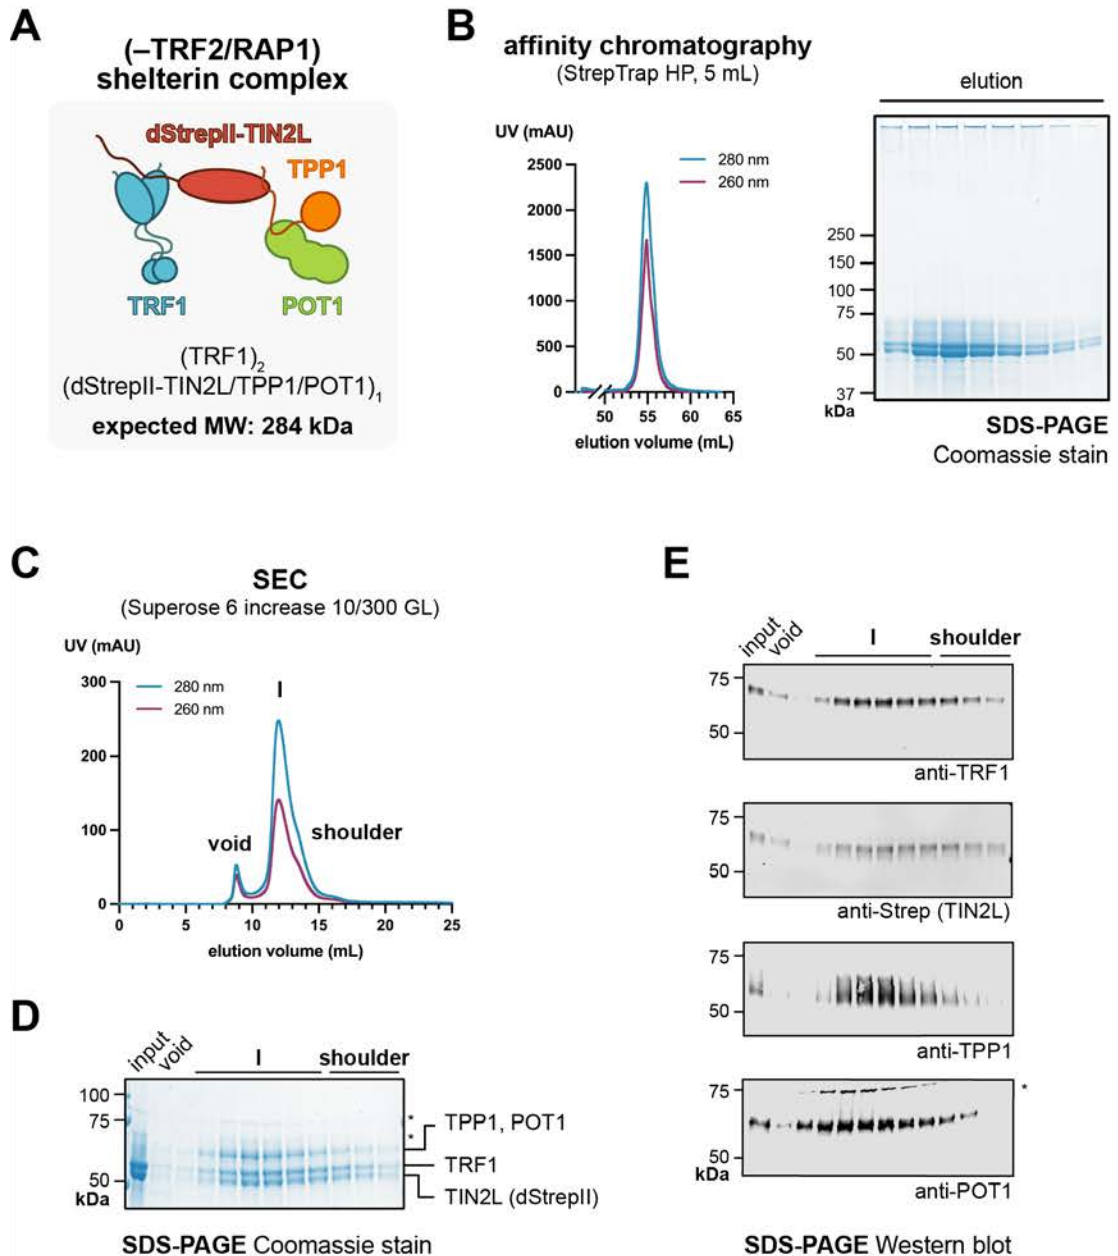 A
(–TRF2/RAP1)
shelterin complex
dStrepII-TIN2L
TPP1
TRF1
POT1
(TRF1)2
(dStrepII-TIN2L/TPP1/POT1)1
expected MW: 284 kDa
B
affinity chromatography
(StrepTrap HP, 5 mL)
UV (mAU)
280 nm
260 nm
2500
2000
1500
1000
500
0
50 55 60 65
elution volume (mL)
elution
250
150
100
75
50
37
kDa
SDS-PAGE
Coomassie stain
C
SEC
(Superose 6 increase 10/300 GL)
UV (mAU)
280 nm
260 nm
300
200
100
0
void
I
shoulder
0 5 10 15 20 25
elution volume (mL)
D
input
void
I
shoulder
100
75
50
kDa
*
*
TPP1, POT1
TRF1
TIN2L (dStrepII)
SDS-PAGE Coomassie stain
E
input
void
I
shoulder
75
50
anti-TRF1
75
50
anti-Strep (TIN2L)
75
50
anti-TPP1
75
*
50
kDa
anti-POT1
SDS-PAGE Western blot